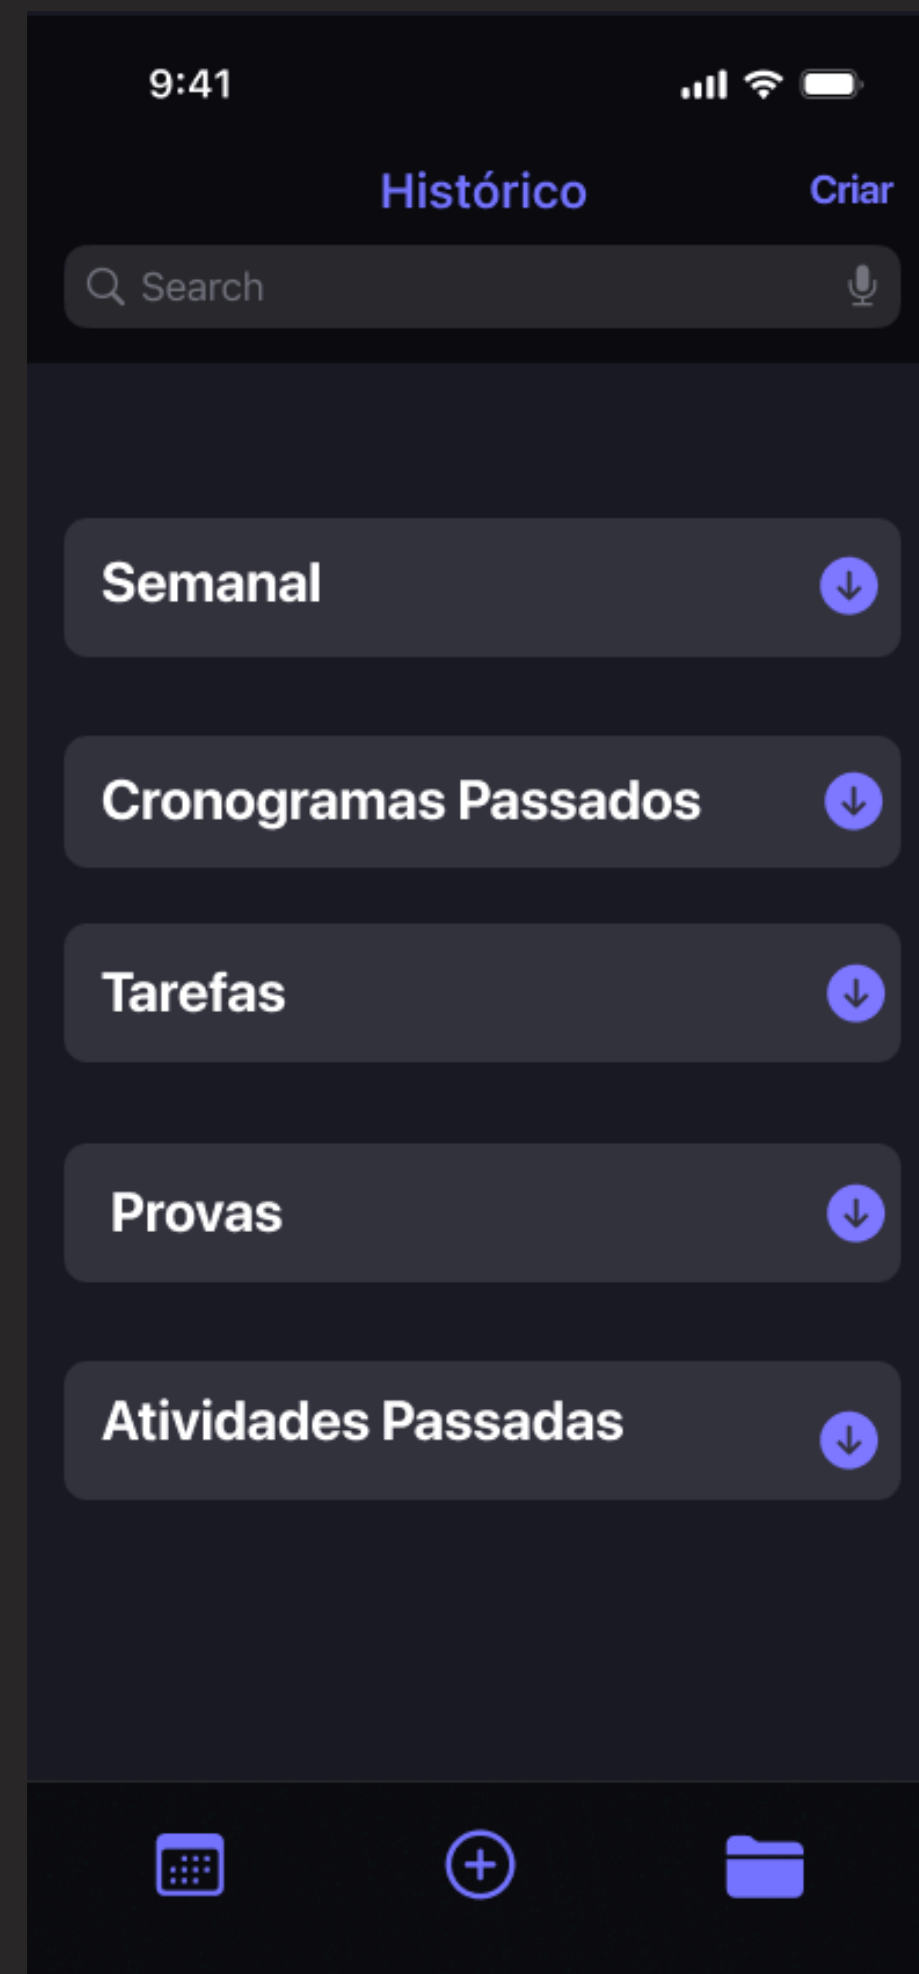 9:41
Histórico
Criar
Search
Semanal
Cronogramas Passados
Tarefas
Provas
Atividades Passadas